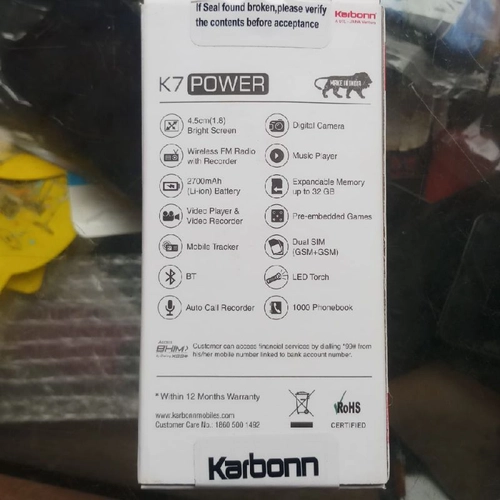 If Seal found broken,please verify
the contents before acceptance
Karbonn
K7 POWER
MAKE IN INDIA
4.5cm(1.8)
Bright Screen
Digital Camera
Wireless FM Radio
with Recorder
Music Player
2700mAh
(Li-ion) Battery
Expandable Memory
up to 32 GB
Video Player &
Video Recorder
Pre-embedded Games
Mobile Tracker
Dual SIM
(GSM+GSM)
BT
LED Torch
Auto Call Recorder
1000 Phonebook
BHIM
Customer can access financial services by dialling *99# from
his/her mobile number linked to bank account number.
* Within 12 Months Warranty
www.karbonnmobiles.com
Customer Care No.: 1860 500 1492
RoHS
CERTIFIED
Karbonn